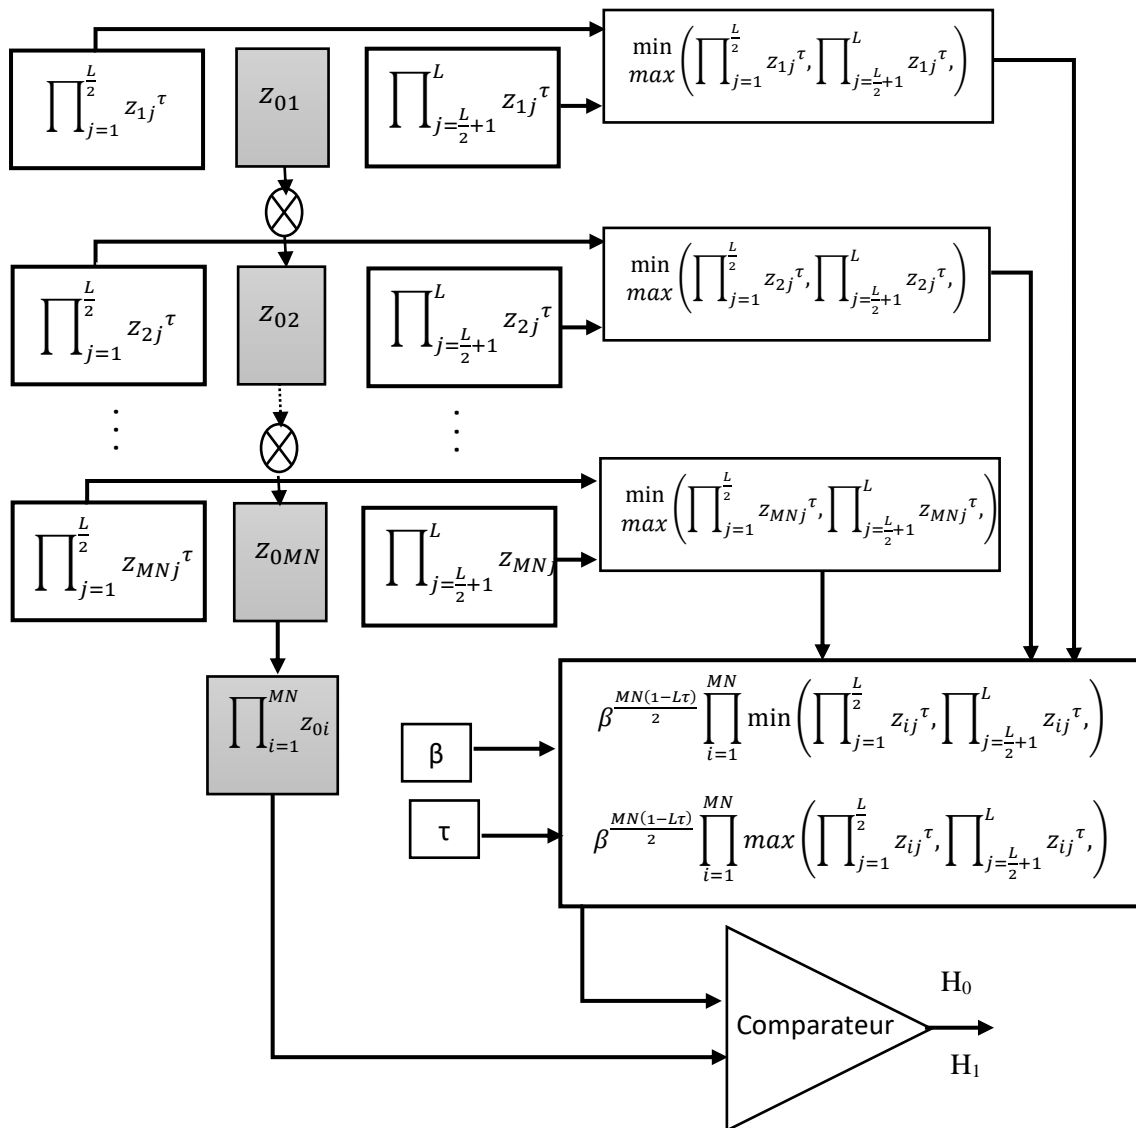 ∏_{j=1}^{L/2} z_{1j}^τ
z_{01}
∏_{j=L/2+1}^{L} z_{1j}^τ
min max (∏_{j=1}^{L/2} z_{1j}^τ, ∏_{j=L/2+1}^{L} z_{1j}^τ,)
∏_{j=1}^{L/2} z_{2j}^τ
z_{02}
∏_{j=L/2+1}^{L} z_{2j}^τ
min max (∏_{j=1}^{L/2} z_{2j}^τ, ∏_{j=L/2+1}^{L} z_{2j}^τ,)
∏_{j=1}^{L/2} z_{MNj}^τ
z_{0MN}
∏_{j=L/2+1}^{L} z_{MNj}
min max (∏_{j=1}^{L/2} z_{MNj}^τ, ∏_{j=L/2+1}^{L} z_{MNj}^τ,)
∏_{i=1}^{MN} z_{0i}
β
τ
β^{MN(1-Lτ)/2} ∏_{i=1}^{MN} min (∏_{j=1}^{L/2} z_{ij}^τ, ∏_{j=L/2+1}^{L} z_{ij}^τ,)
β^{MN(1-Lτ)/2} ∏_{i=1}^{MN} max (∏_{j=1}^{L/2} z_{ij}^τ, ∏_{j=L/2+1}^{L} z_{ij}^τ,)
Comparateur
H_0
H_1